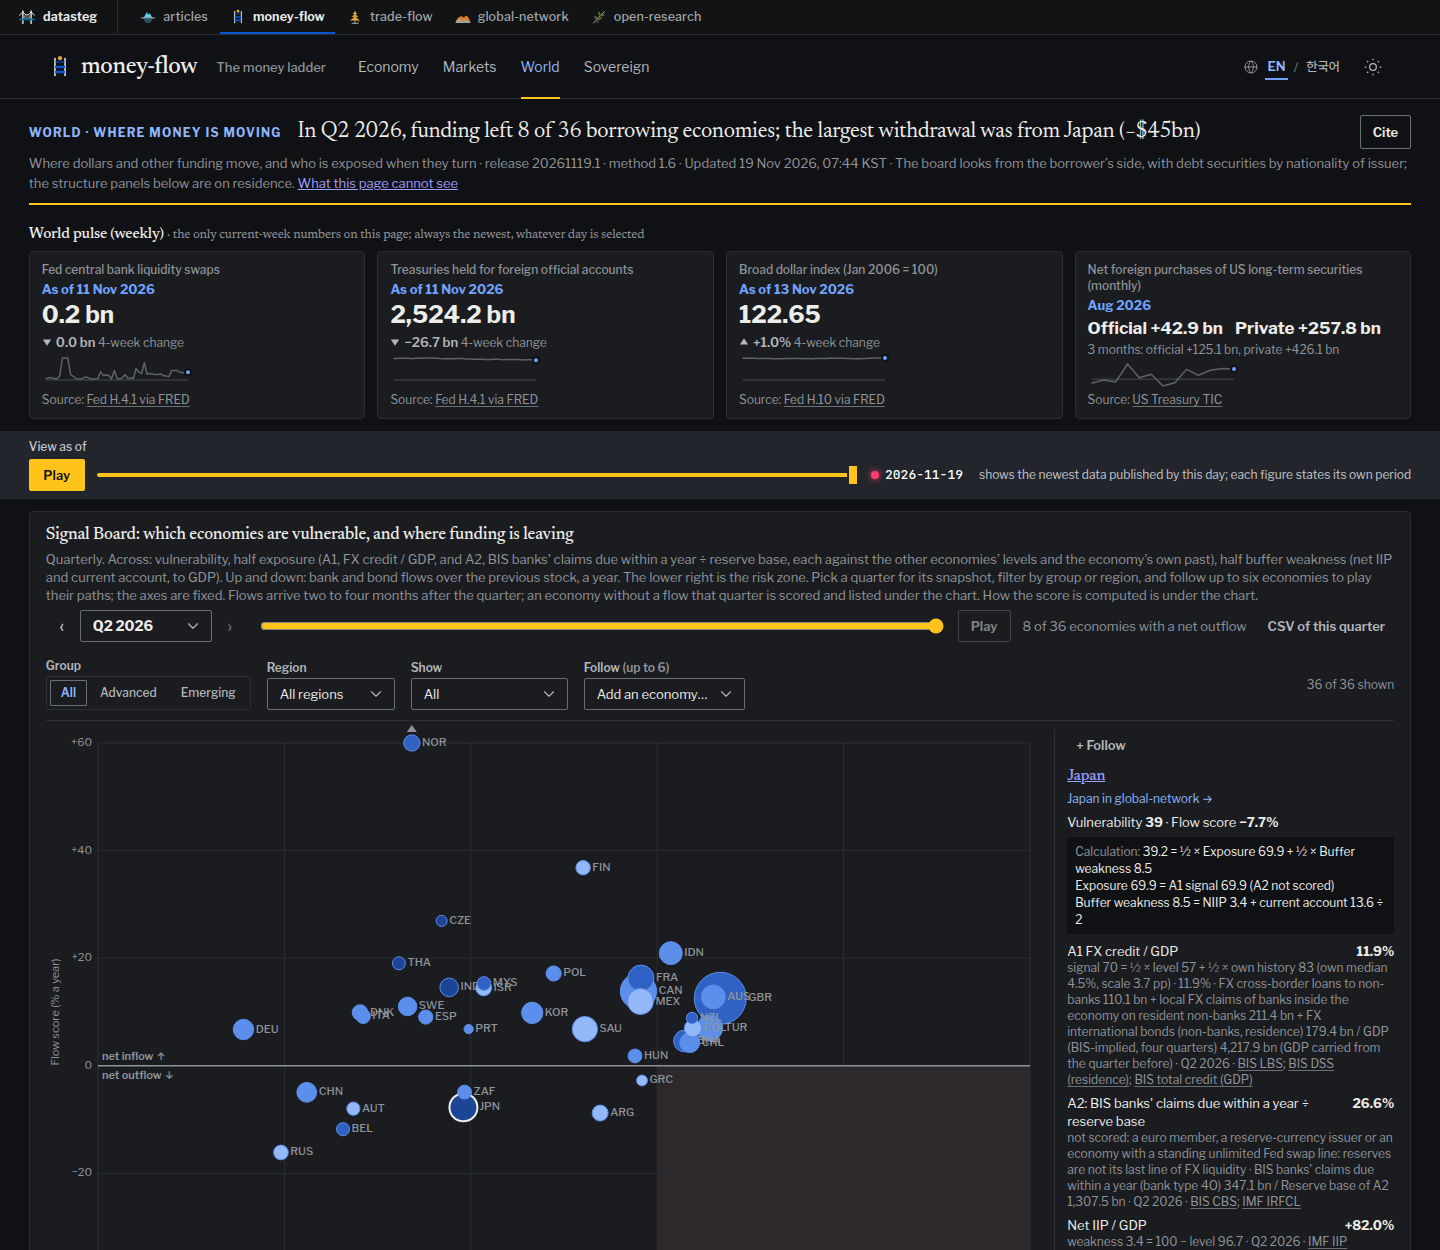 datasteg
articles
money-flow
trade-flow
global-network
open-research
money-flow
The money ladder
Economy
Markets
World
Sovereign
EN / 한국어
WORLD · WHERE MONEY IS MOVING
In Q2 2026, funding left 8 of 36 borrowing economies; the largest withdrawal was from Japan (−$45bn)
Cite
Where dollars and other funding move, and who is exposed when they turn · release 20261119.1 · method 1.6 · Updated 19 Nov 2026, 07:44 KST · The board looks from the borrower's side, with debt securities by nationality of issuer;
the structure panels below are on residence. What this page cannot see
World pulse (weekly) · the only current-week numbers on this page; always the newest, whatever day is selected
Fed central bank liquidity swaps
As of 11 Nov 2026
0.2 bn
▼ 0.0 bn 4-week change
Source: Fed H.4.1 via FRED
Treasuries held for foreign official accounts
As of 11 Nov 2026
2,524.2 bn
▼ −26.7 bn 4-week change
Source: Fed H.4.1 via FRED
Broad dollar index (Jan 2006 = 100)
As of 13 Nov 2026
122.65
▲ +1.0% 4-week change
Source: Fed H.10 via FRED
Net foreign purchases of US long-term securities
(monthly)
Aug 2026
Official +42.9 bn Private +257.8 bn
3 months: official +125.1 bn, private +426.1 bn
Source: US Treasury TIC
View as of
Play
2026-11-19
shows the newest data published by this day; each figure states its own period
Signal Board: which economies are vulnerable, and where funding is leaving
Quarterly. Across: vulnerability, half exposure (A1, FX credit / GDP, and A2, BIS banks' claims due within a year ÷ reserve base, each against the other economies' levels and the economy's own past), half buffer weakness (net IIP
and current account, to GDP). Up and down: bank and bond flows over the previous stock, a year. The lower right is the risk zone. Pick a quarter for its snapshot, filter by group or region, and follow up to six economies to play
their paths; the axes are fixed. Flows arrive two to four months after the quarter; an economy without a flow that quarter is scored and listed under the chart. How the score is computed is under the chart.
‹
Q2 2026
›
Play
8 of 36 economies with a net outflow
CSV of this quarter
Group
All
Advanced
Emerging
Region
All regions
Show
All
Follow (up to 6)
Add an economy...
36 of 36 shown
Flow score (% a year)
+60
+40
+20
0
−20
net inflow ↑
net outflow ↓
NOR
FIN
CZE
IDN
THA
POL
FRA
IND
MYS
ISR
CAN
MEX
AUS
GBR
DNK
ITA
SWE
ESP
KOR
NZL
COL
TUR
DEU
PRT
SAU
CHL
HUN
GRC
CHN
ZAF
AUT
JPN
ARG
BEL
RUS
+ Follow
Japan
Japan in global-network →
Vulnerability 39 · Flow score −7.7%
Calculation: 39.2 = ½ × Exposure 69.9 + ½ × Buffer
weakness 8.5
Exposure 69.9 = A1 signal 69.9 (A2 not scored)
Buffer weakness 8.5 = NIIP 3.4 + current account 13.6 ÷
2
A1 FX credit / GDP 11.9%
signal 70 = ½ × level 57 + ½ × own history 83 (own median
4.5%, scale 3.7 pp) · 11.9% · FX cross-border loans to non-
banks 110.1 bn + local FX claims of banks inside the
economy on resident non-banks 211.4 bn + FX
international bonds (non-banks, residence) 179.4 bn / GDP
(BIS-implied, four quarters) 4,217.9 bn (GDP carried from
the quarter before) · Q2 2026 · BIS LBS; BIS DSS
(residence); BIS total credit (GDP)
A2: BIS banks' claims due within a year ÷ 26.6%
reserve base
not scored: a euro member, a reserve-currency issuer or an
economy with a standing unlimited Fed swap line: reserves
are not its last line of FX liquidity · BIS banks' claims due
within a year (bank type 4O) 347.1 bn / Reserve base of A2
1,307.5 bn · Q2 2026 · BIS CBS; IMF IRFCL
Net IIP / GDP +82.0%
weakness 3.4 = 100 − level 96.7 · Q2 2026 · IMF IIP